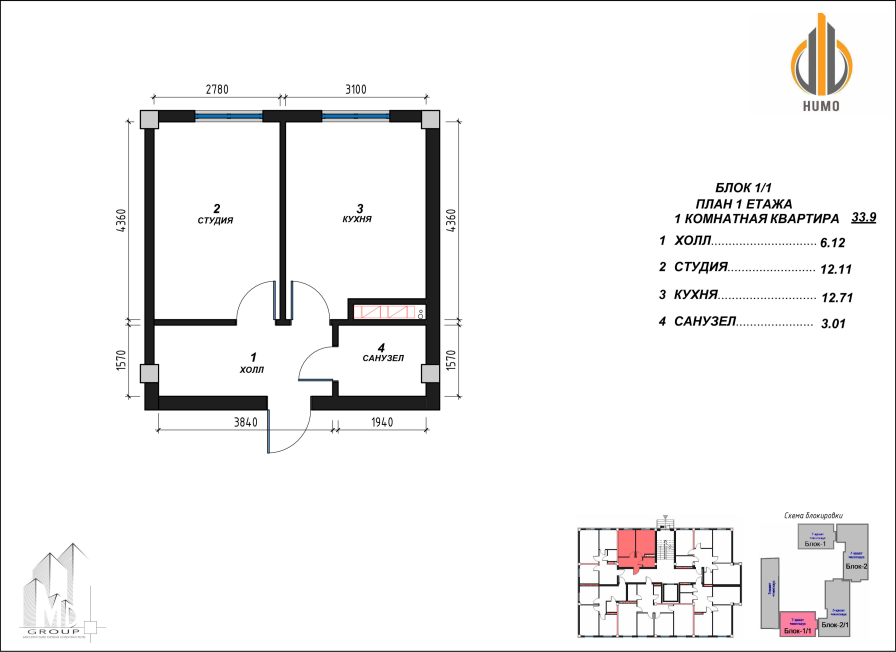 HUMO
2780
3100
БЛОК 1/1
ПЛАН 1 ЕТАЖА
1 КОМНАТНАЯ КВАРТИРА 33.9
1 ХОЛЛ............................ 6.12
2 СТУДИЯ....................... 12.11
3 КУХНЯ.......................... 12.71
4 САНУЗЕЛ.................... 3.01
4360
2
СТУДИЯ
3
КУХНЯ
4360
1570
1
ХОЛЛ
4
САНУЗЕЛ
1570
3840
1940
Схема блокировки
Блок-1
Блок-2
Блок-1/1
Блок-2/1
GROUP